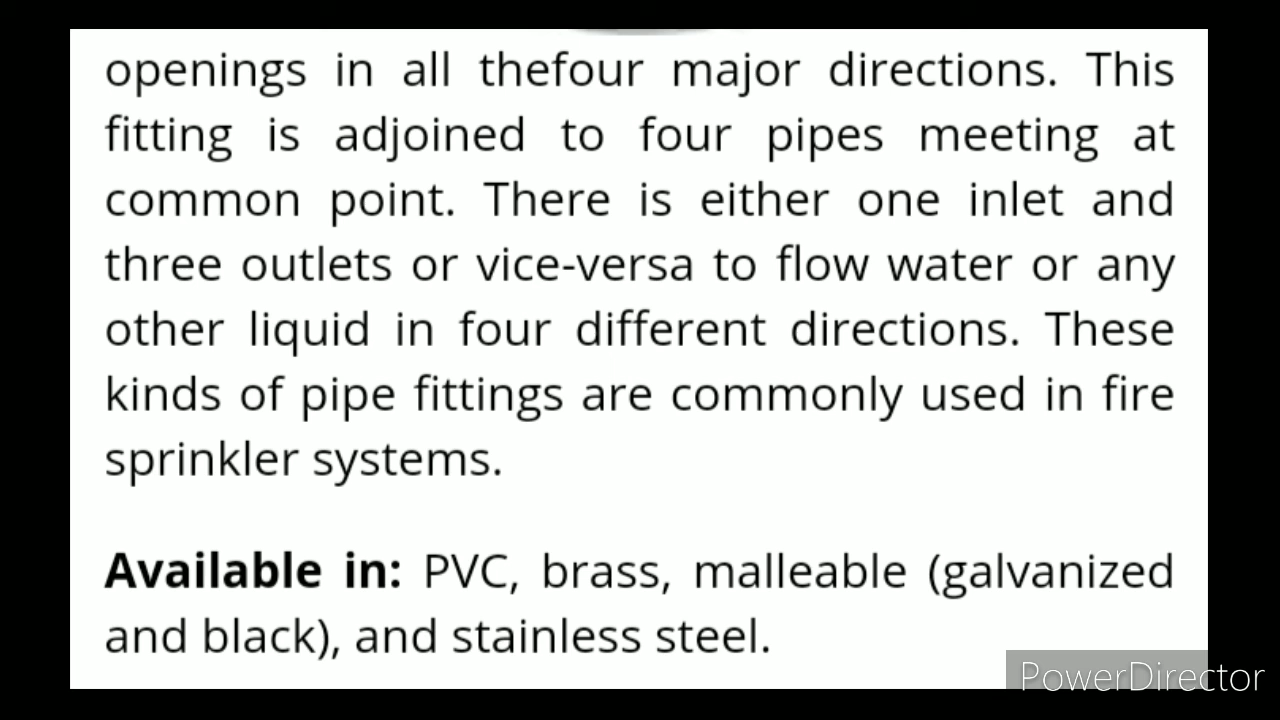 openings in all thefour major directions. This
fitting is adjoined to four pipes meeting at
common point. There is either one inlet and
three outlets or vice-versa to flow water or any
other liquid in four different directions. These
kinds of pipe fittings are commonly used in fire
sprinkler systems.
Available in: PVC, brass, malleable (galvanized
and black), and stainless steel.
PowerDirector